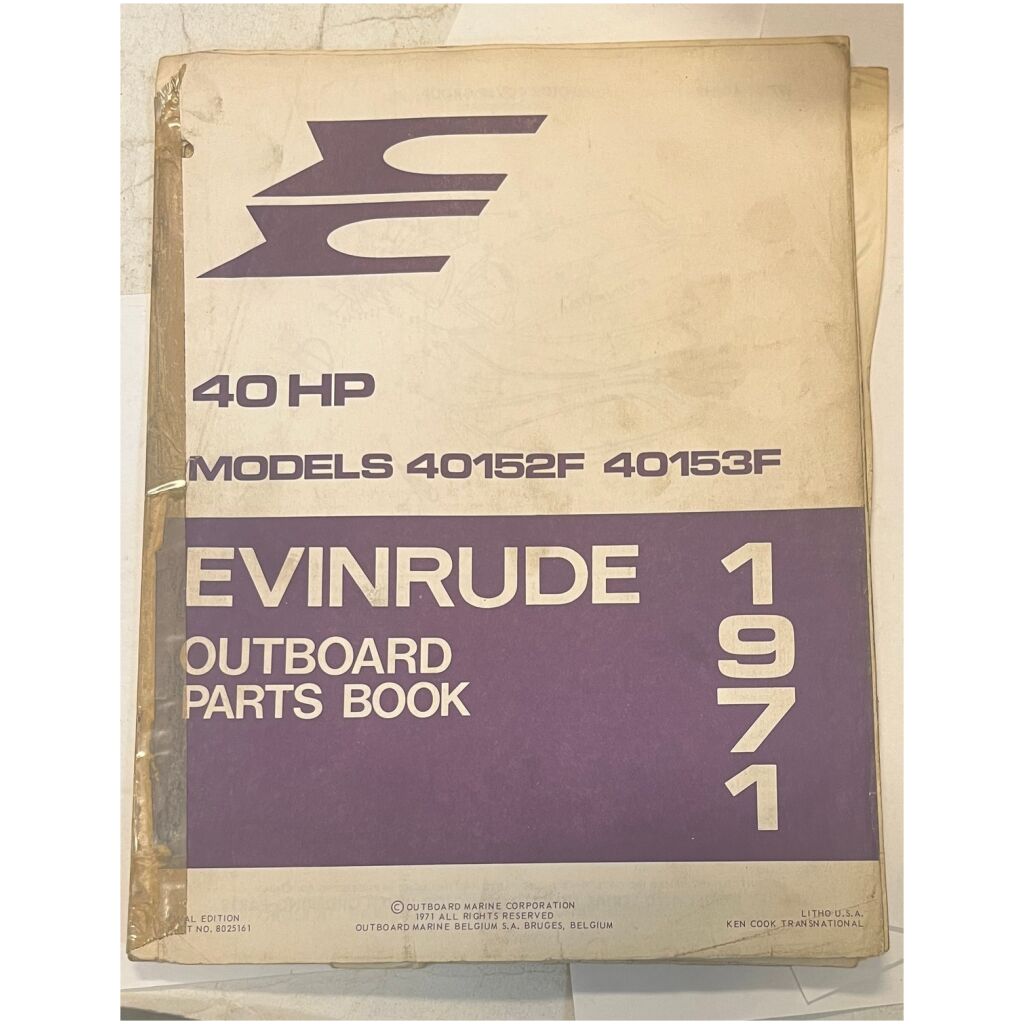 40 HP
MODELS 40152F 40153F
EVINRUDE
OUTBOARD
PARTS BOOK
1
9
7
1
EDITION
NO. 8025161
© OUTBOARD MARINE CORPORATION
1971 ALL RIGHTS RESERVED
OUTBOARD MARINE BELGIUM S.A. BRUGES, BELGIUM
LITHO U.S.A.
KEN COOK TRANSNATIONAL